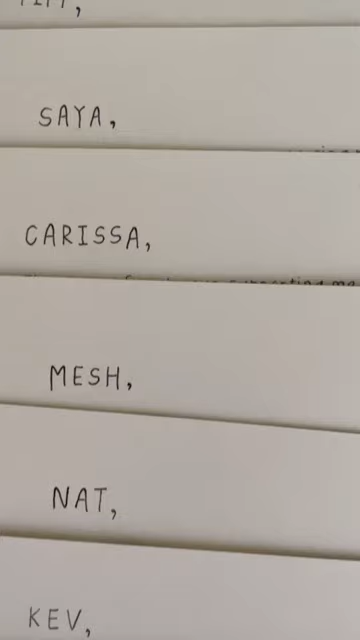 SAYA,
CARISSA,
MESH,
NAT,
KEV,